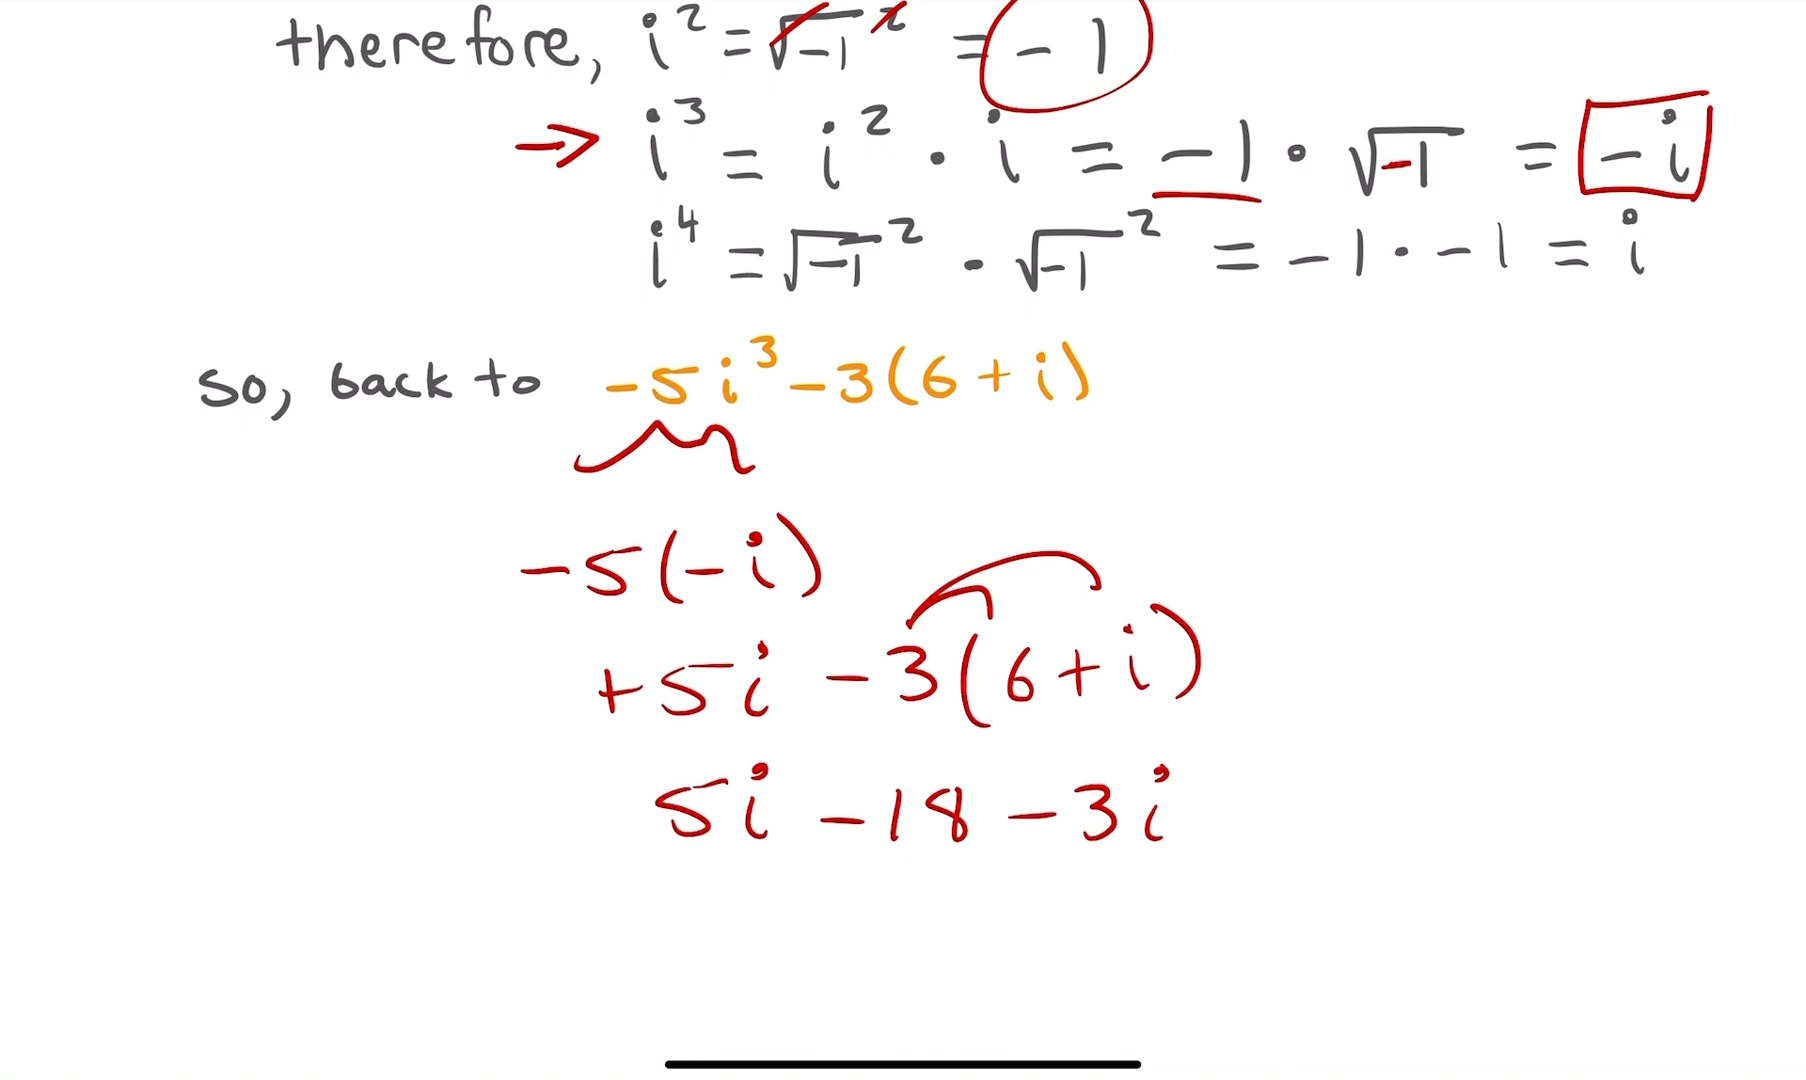 therefore, i² = √-1² = -1
→ i³ = i² · i = -1 · √-1 = -i
i⁴ = √-1² · √-1² = -1 · -1 = i
so, back to -5i³ - 3(6 + i)
-5(-i)
+5i - 3(6 + i)
5i - 18 - 3i